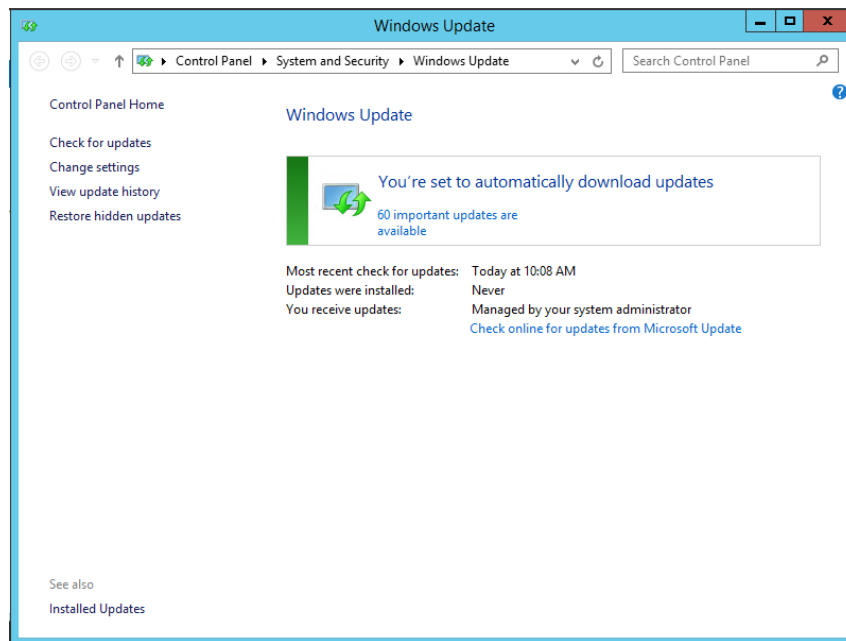 Windows Update
Control Panel System and Security Windows Update Search Control Panel
Control Panel Home
Check for updates
Change settings
View update history
Restore hidden updates
Windows Update
You're set to automatically download updates
60 important updates are
available
Most recent check for updates: Today at 10:08 AM
Updates were installed: Never
You receive updates: Managed by your system administrator
Check online for updates from Microsoft Update
See also
Installed Updates